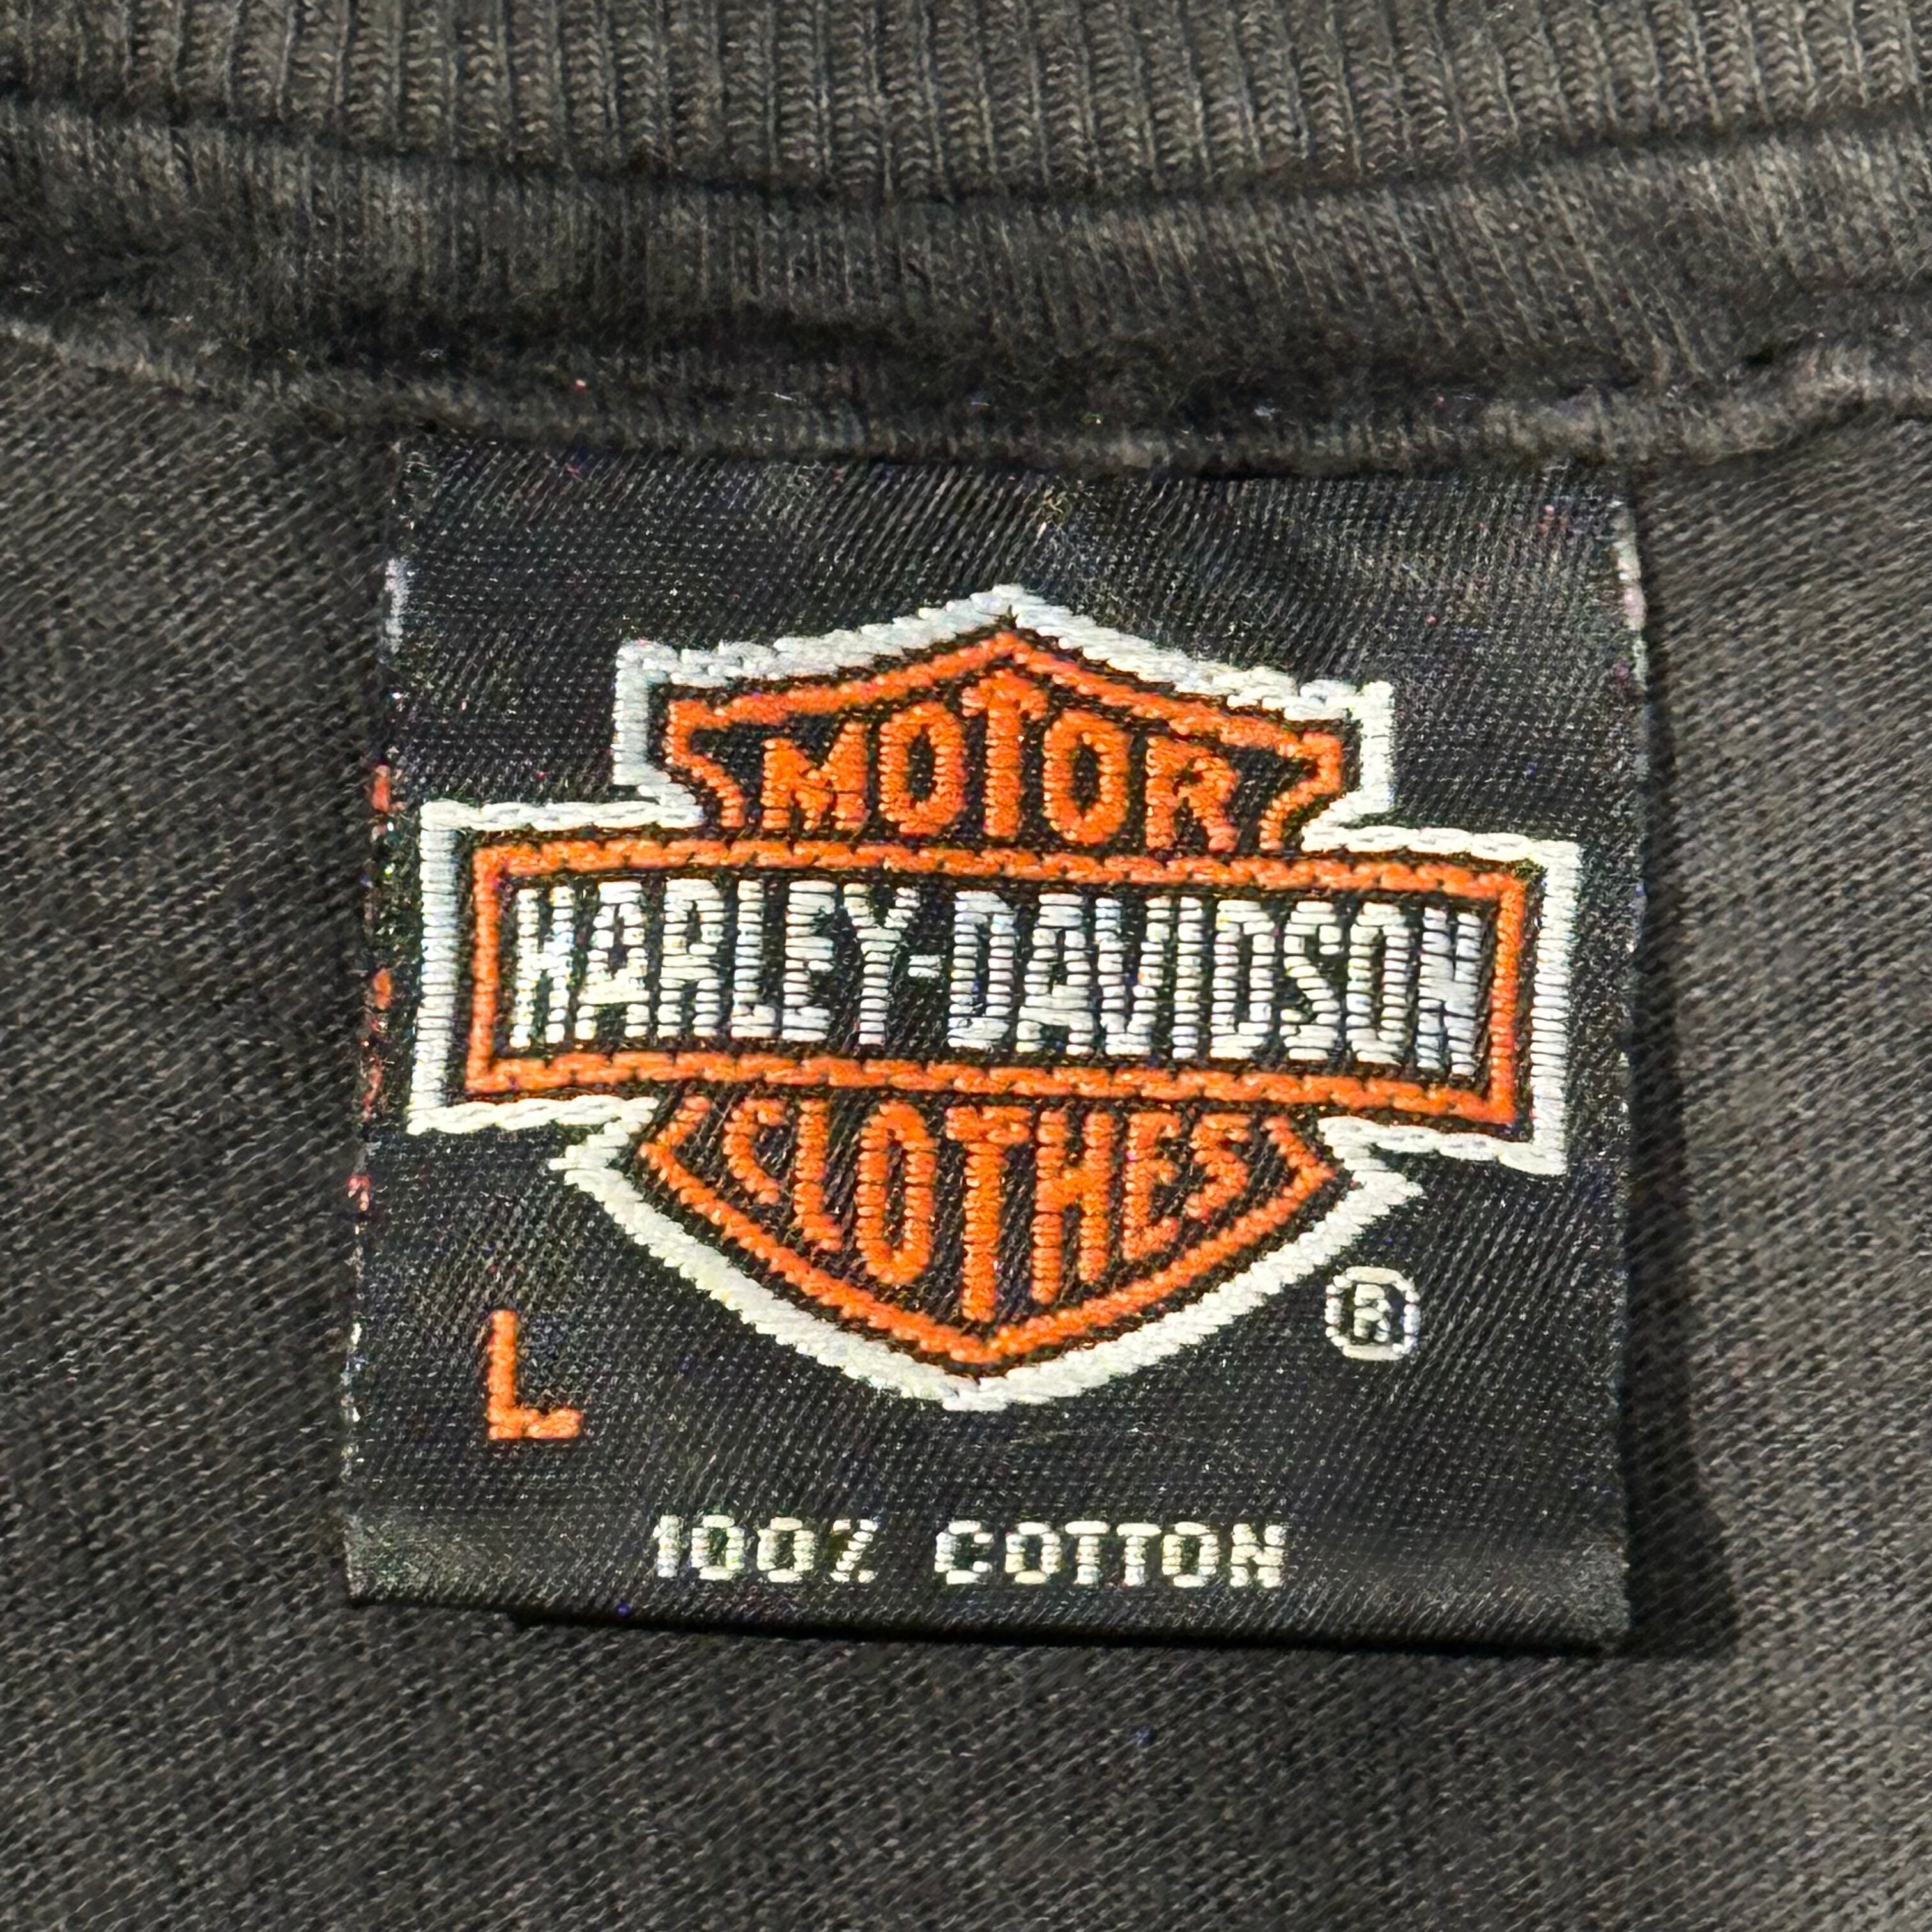 MOTOR
HARLEY-DAVIDSON
CLOTHES
®
L
100% COTTON